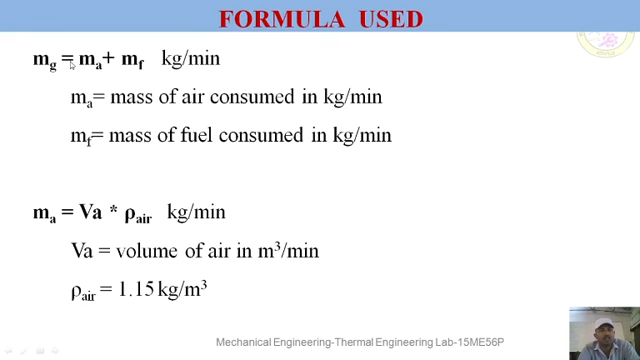 FORMULA USED
mg = ma+ mf kg/min
ma= mass of air consumed in kg/min
mf= mass of fuel consumed in kg/min
ma = Va * ρair kg/min
Va = volume of air in m³/min
ρair = 1.15 kg/m³
Mechanical Engineering-Thermal Engineering Lab-15ME56P